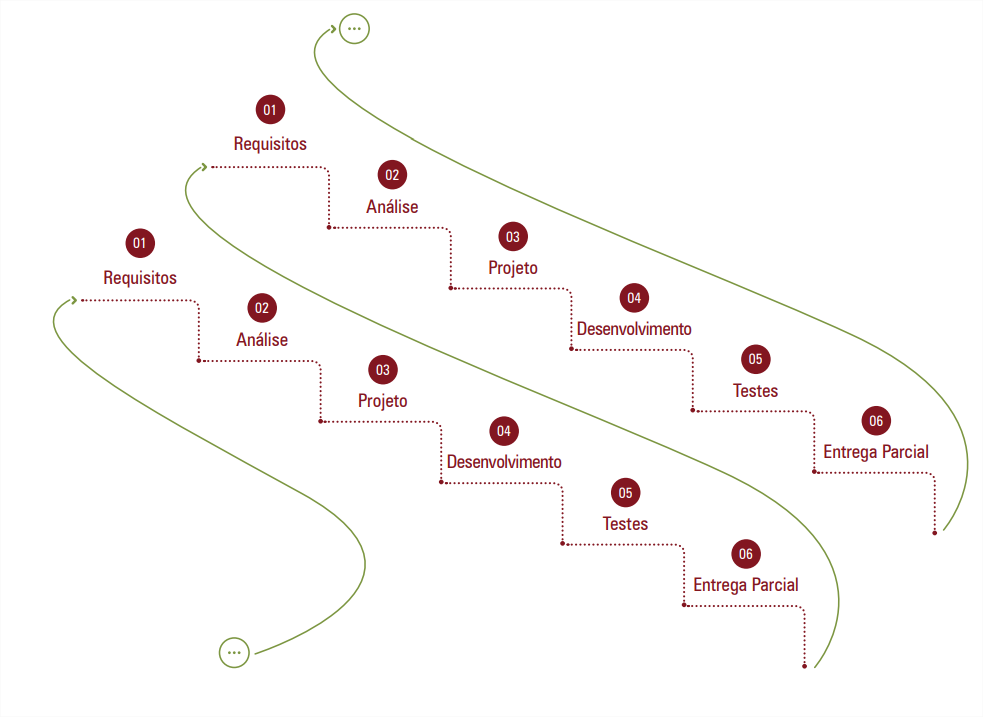 ...
01
Requisitos
02
Análise
03
Projeto
04
Desenvolvimento
05
Testes
06
Entrega Parcial
01
Requisitos
02
Análise
03
Projeto
04
Desenvolvimento
05
Testes
06
Entrega Parcial
...